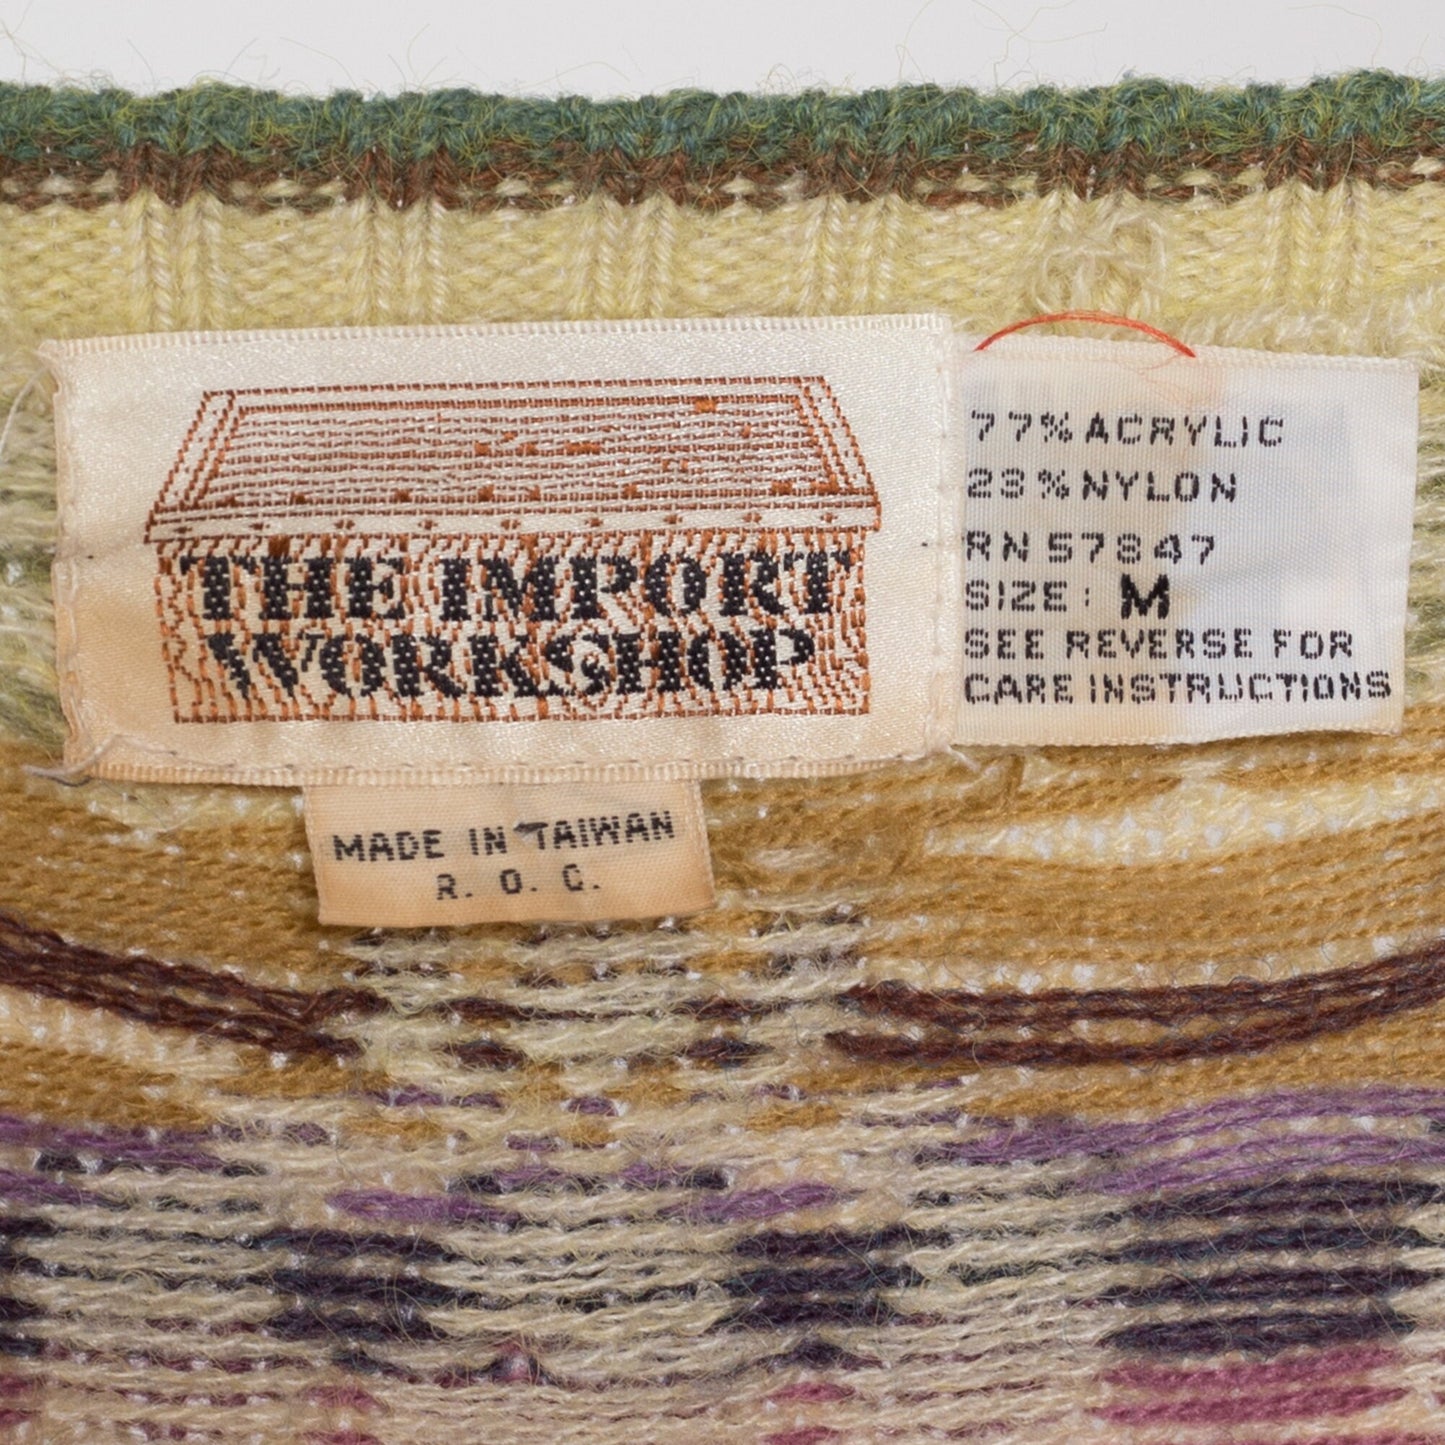 THE IMPORT
WORKSHOP
77% ACRYLIC
23% NYLON
RN 57847
SIZE: M
SEE REVERSE FOR
CARE INSTRUCTIONS
MADE IN TAIWAN
R. O. C.